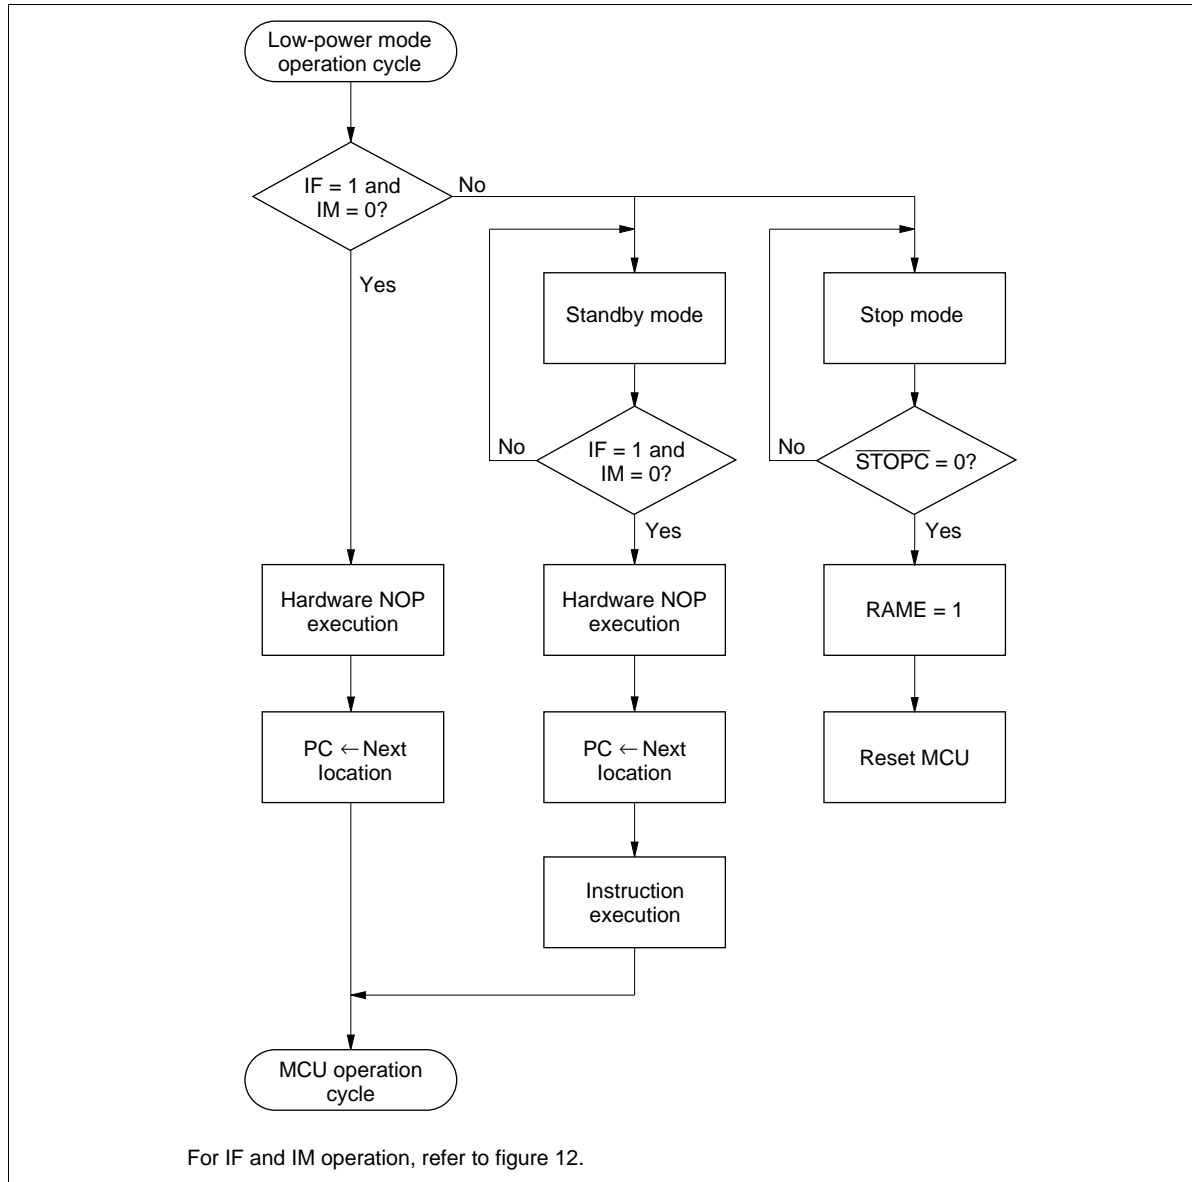 Low-power mode
operation cycle
IF = 1 and
IM = 0?
No
Yes
Standby mode
Stop mode
No
IF = 1 and
IM = 0?
Yes
No
S̅T̅O̅P̅C̅ = 0?
Yes
Hardware NOP
execution
Hardware NOP
execution
RAME = 1
PC ← Next
location
PC ← Next
location
Reset MCU
Instruction
execution
MCU operation
cycle
For IF and IM operation, refer to figure 12.